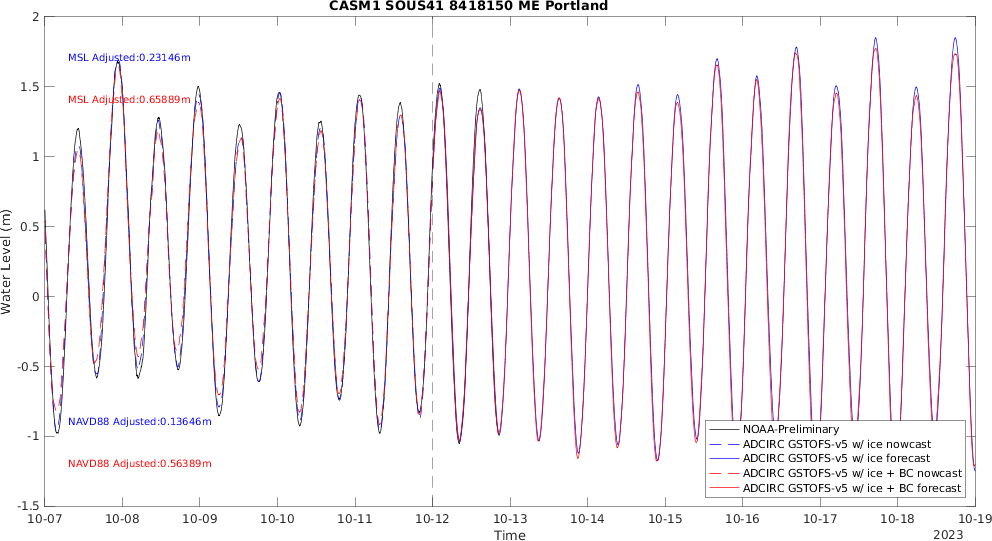 CASM1 SOUS41 8418150 ME Portland
2
1.5
1
0.5
0
-0.5
-1
-1.5
Water Level (m)
MSL Adjusted:0.23146m
MSL Adjusted:0.65889m
NAVD88 Adjusted:0.13646m
NAVD88 Adjusted:0.56389m
NOAA-Preliminary
ADCIRC GSTOFS-v5 w/ ice nowcast
ADCIRC GSTOFS-v5 w/ ice forecast
ADCIRC GSTOFS-v5 w/ ice + BC nowcast
ADCIRC GSTOFS-v5 w/ ice + BC forecast
10-07 10-08 10-09 10-10 10-11 10-12 10-13 10-14 10-15 10-16 10-17 10-18 10-19
Time
2023